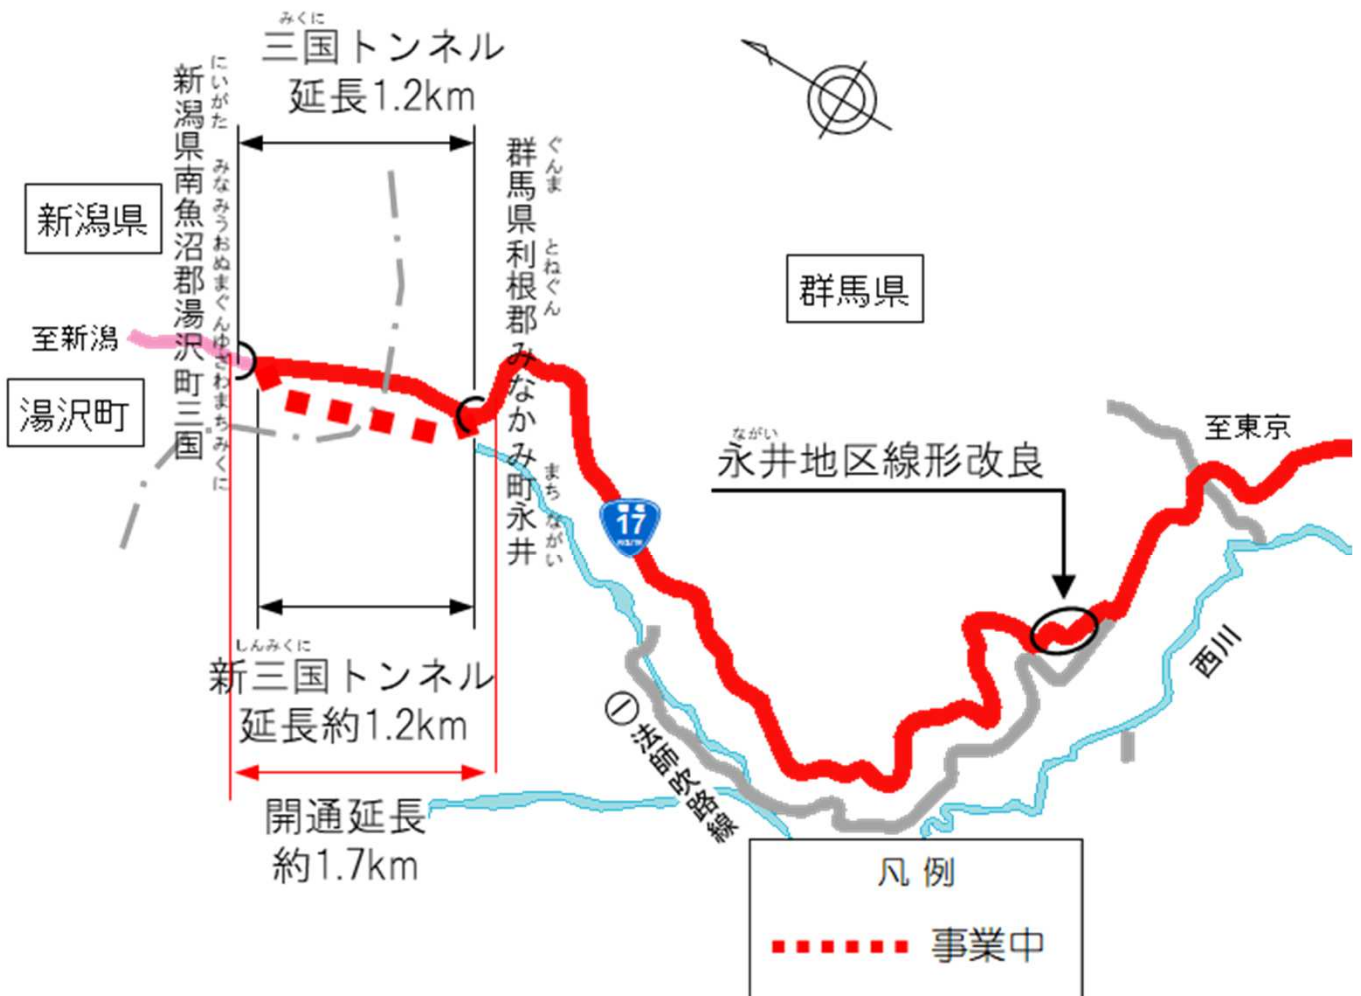 みくに
三国トンネル
延長1.2km
にいがた みなみうおぬまぐんゆざわまちみくに
新潟県南魚沼郡湯沢町三国
ぐんま とねぐん まち ながい
群馬県利根郡みなかみ町永井
新潟県
群馬県
至新潟
湯沢町
ながい
永井地区線形改良
至東京
17
西川
しんみくに
新三国トンネル
延長約1.2km
㊀法師吹路線
開通延長
約1.7km
凡例
事業中